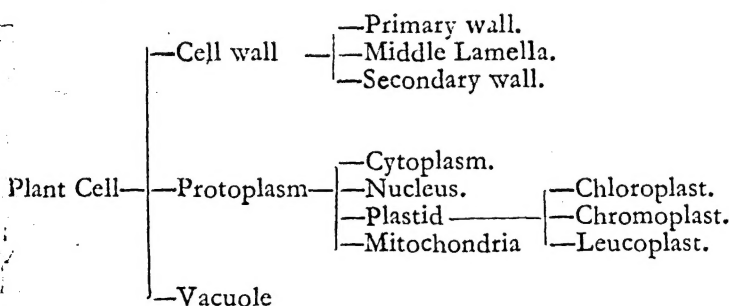 Primary wall.
Cell wall Middle Lamella.
Secondary wall.
Cytoplasm.
Plant Cell Protoplasm Nucleus. Chloroplast.
Plastid Chromoplast.
Mitochondria Leucoplast.
Vacuole